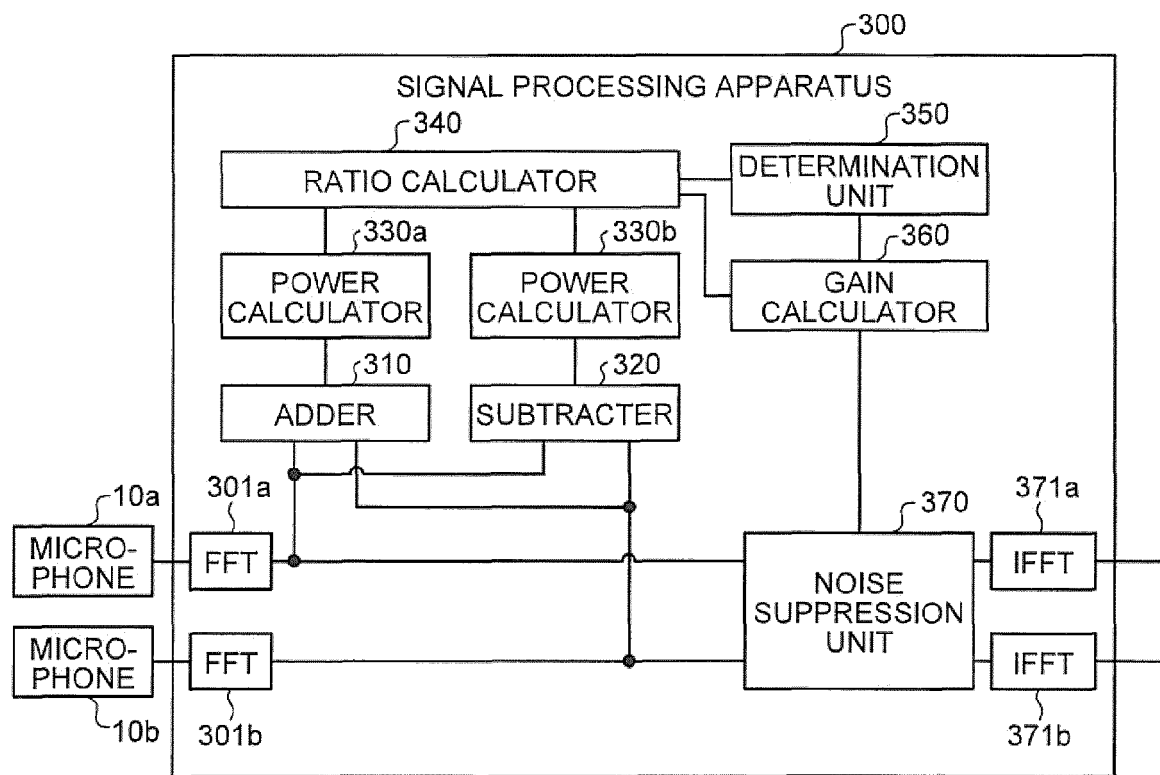 300
SIGNAL PROCESSING APPARATUS
340
350
RATIO CALCULATOR
DETERMINATION
UNIT
330a
330b
360
POWER
CALCULATOR
POWER
CALCULATOR
GAIN
CALCULATOR
310
320
ADDER
SUBTRACTER
10a
301a
370
371a
MICRO-
PHONE
FFT
NOISE
SUPPRESSION
UNIT
IFFT
MICRO-
PHONE
FFT
IFFT
10b
301b
371b